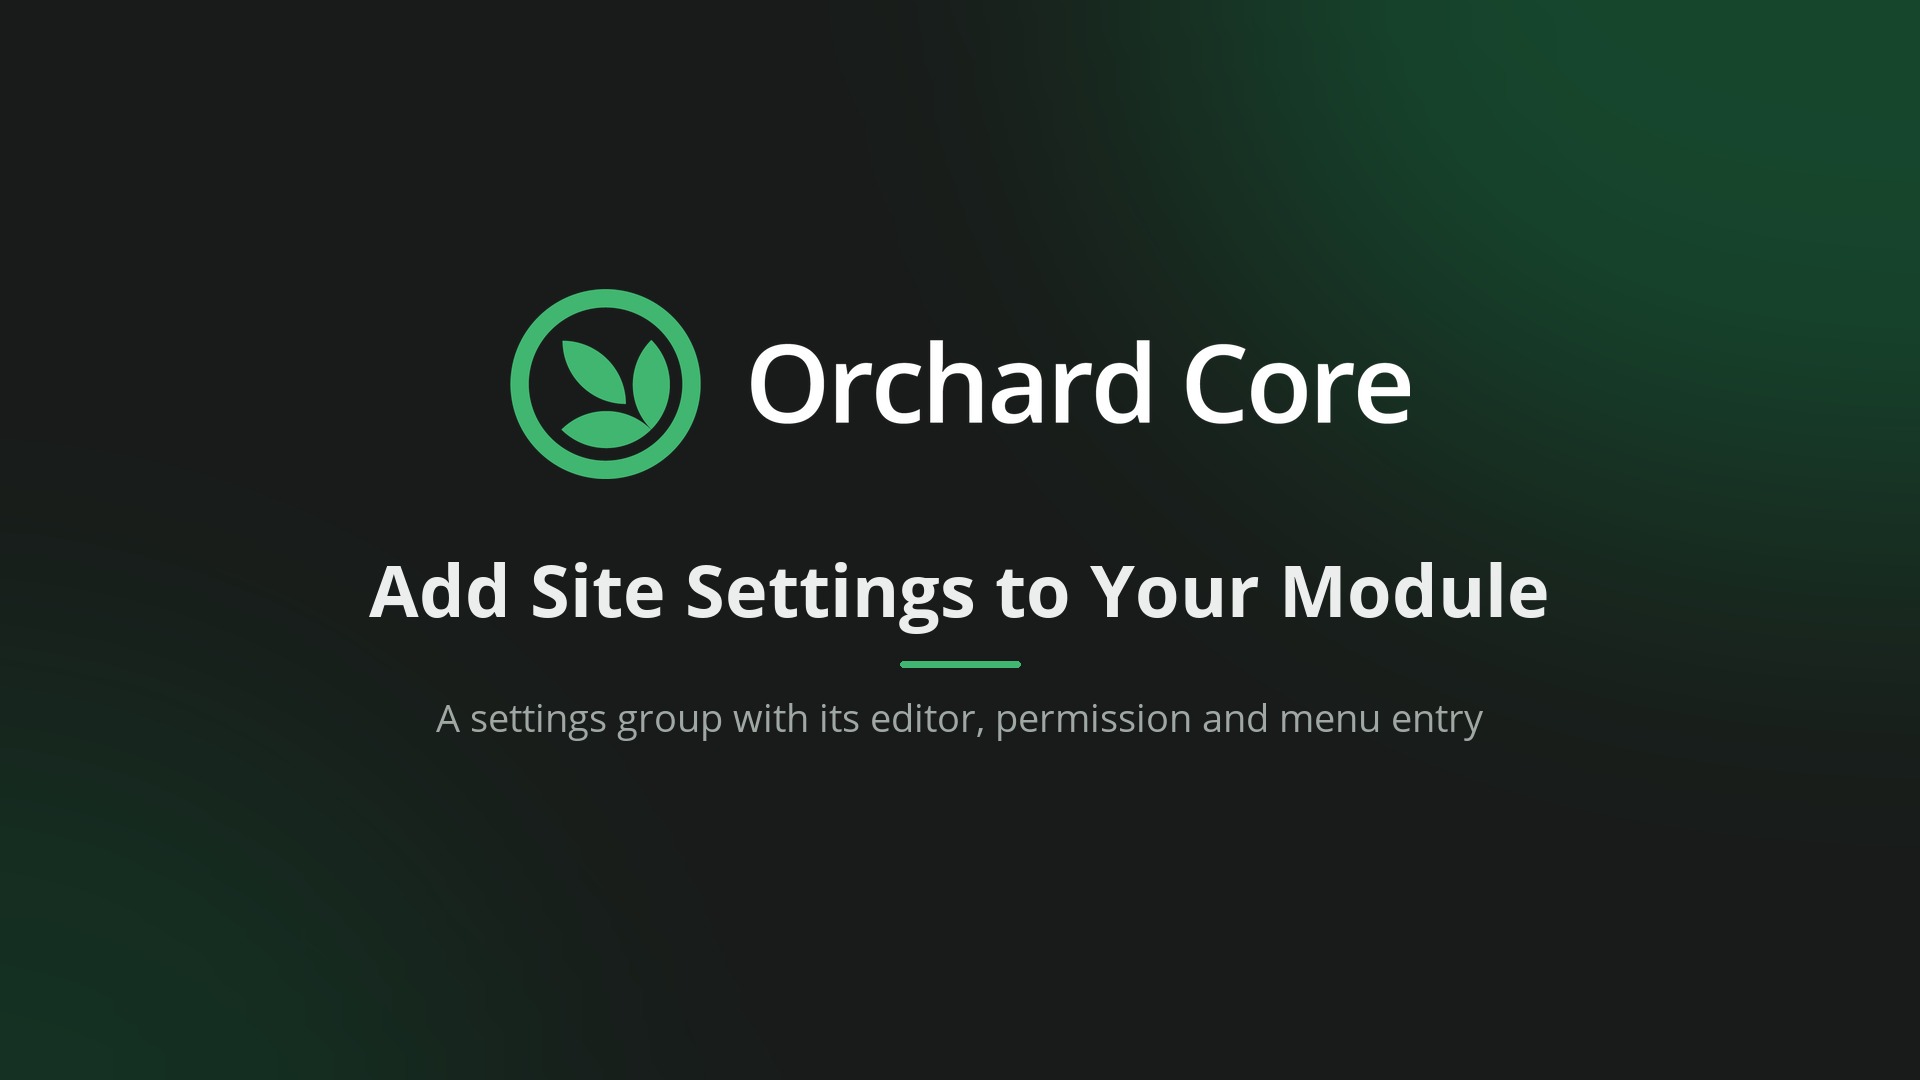 Orchard Core
Add Site Settings to Your Module
A settings group with its editor, permission and menu entry